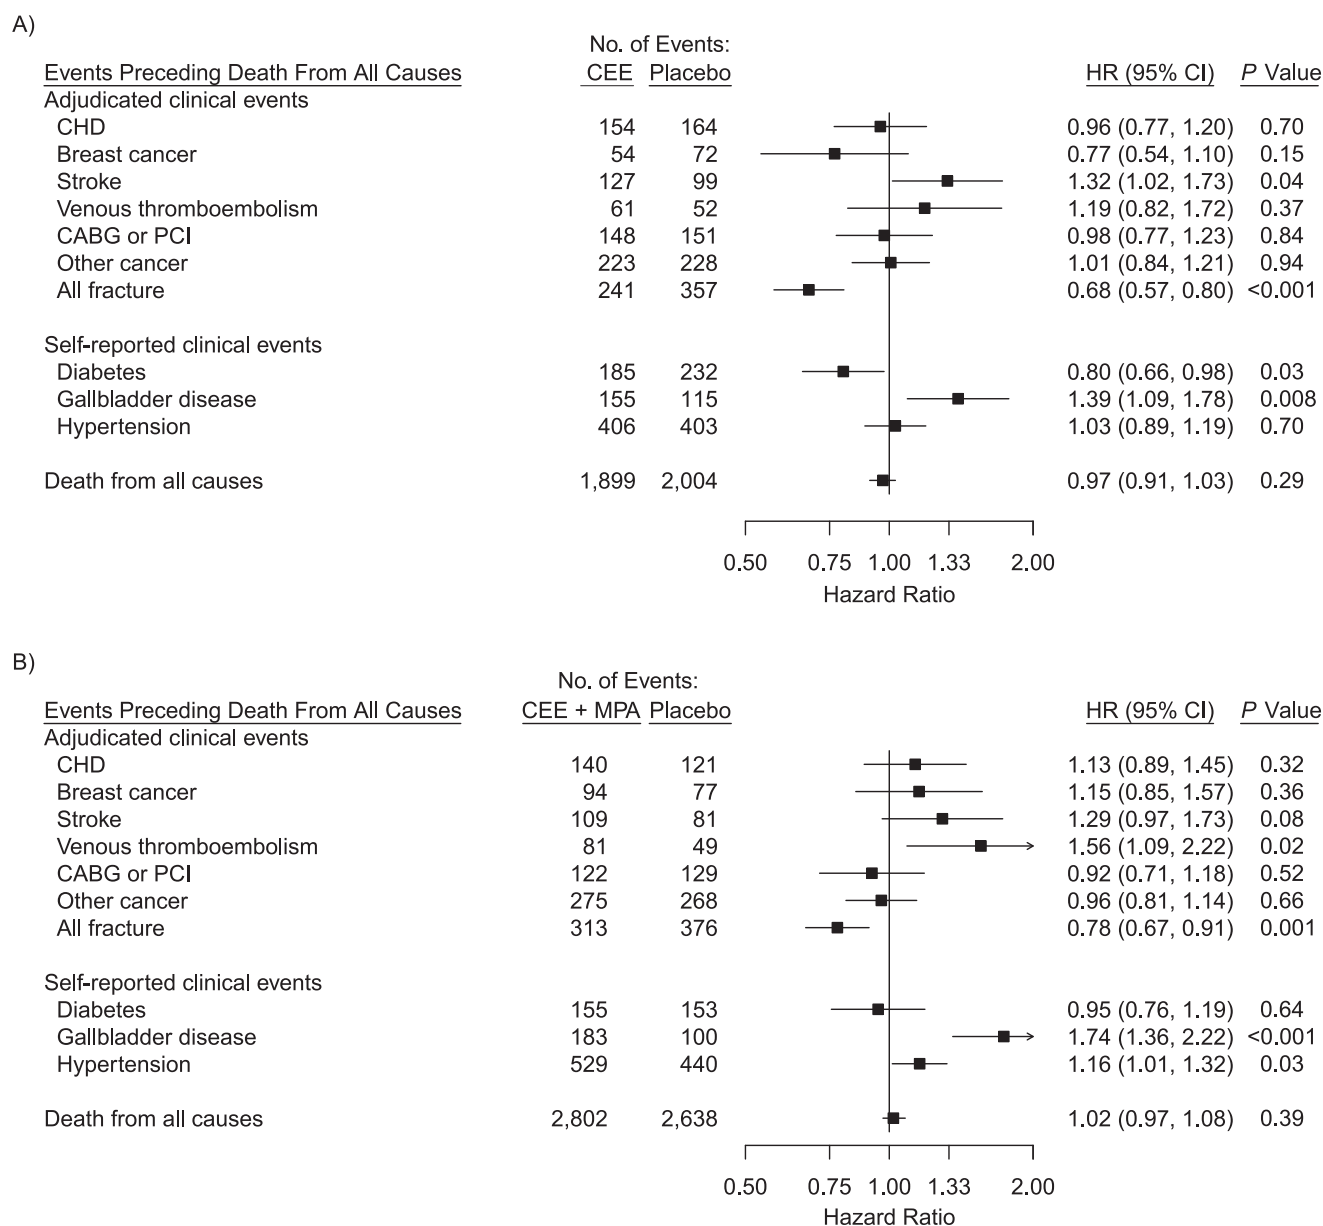 A)
No. of Events:
Events Preceding Death From All Causes CEE Placebo HR (95% CI) P Value
Adjudicated clinical events
CHD 154 164 0.96 (0.77, 1.20) 0.70
Breast cancer 54 72 0.77 (0.54, 1.10) 0.15
Stroke 127 99 1.32 (1.02, 1.73) 0.04
Venous thromboembolism 61 52 1.19 (0.82, 1.72) 0.37
CABG or PCI 148 151 0.98 (0.77, 1.23) 0.84
Other cancer 223 228 1.01 (0.84, 1.21) 0.94
All fracture 241 357 0.68 (0.57, 0.80) <0.001
Self-reported clinical events
Diabetes 185 232 0.80 (0.66, 0.98) 0.03
Gallbladder disease 155 115 1.39 (1.09, 1.78) 0.008
Hypertension 406 403 1.03 (0.89, 1.19) 0.70
Death from all causes 1,899 2,004 0.97 (0.91, 1.03) 0.29
0.50 0.75 1.00 1.33 2.00
Hazard Ratio
B)
No. of Events:
Events Preceding Death From All Causes CEE + MPA Placebo HR (95% CI) P Value
Adjudicated clinical events
CHD 140 121 1.13 (0.89, 1.45) 0.32
Breast cancer 94 77 1.15 (0.85, 1.57) 0.36
Stroke 109 81 1.29 (0.97, 1.73) 0.08
Venous thromboembolism 81 49 1.56 (1.09, 2.22) 0.02
CABG or PCI 122 129 0.92 (0.71, 1.18) 0.52
Other cancer 275 268 0.96 (0.81, 1.14) 0.66
All fracture 313 376 0.78 (0.67, 0.91) 0.001
Self-reported clinical events
Diabetes 155 153 0.95 (0.76, 1.19) 0.64
Gallbladder disease 183 100 1.74 (1.36, 2.22) <0.001
Hypertension 529 440 1.16 (1.01, 1.32) 0.03
Death from all causes 2,802 2,638 1.02 (0.97, 1.08) 0.39
0.50 0.75 1.00 1.33 2.00
Hazard Ratio